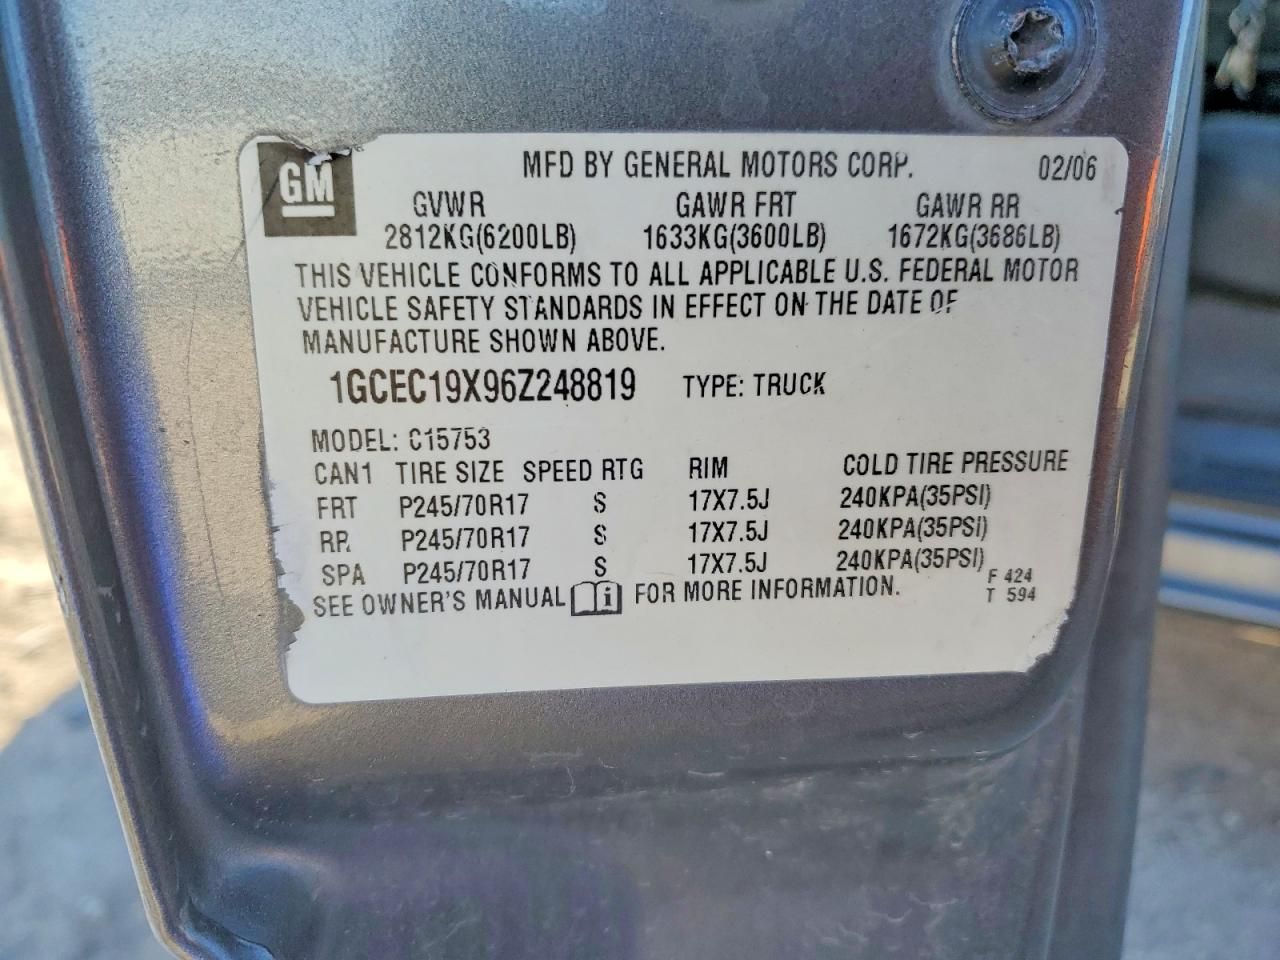 GM MFD BY GENERAL MOTORS CORP. 02/06
GVWR GAWR FRT GAWR RR
2812KG(6200LB) 1633KG(3600LB) 1672KG(3686LB)
THIS VEHICLE CONFORMS TO ALL APPLICABLE U.S. FEDERAL MOTOR
VEHICLE SAFETY STANDARDS IN EFFECT ON THE DATE OF
MANUFACTURE SHOWN ABOVE.
1GCEC19X96Z248819 TYPE: TRUCK
MODEL: C15753
CAN1 TIRE SIZE SPEED RTG RIM COLD TIRE PRESSURE
FRT P245/70R17 S 17X7.5J 240KPA(35PSI)
RR P245/70R17 S 17X7.5J 240KPA(35PSI)
SPA P245/70R17 S 17X7.5J 240KPA(35PSI)
SEE OWNER'S MANUAL i FOR MORE INFORMATION. F 424
T 594